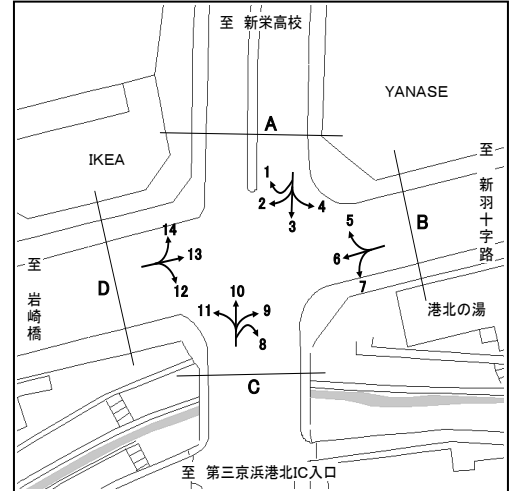 至 新栄高校
YANASE
A
IKEA
至 新羽十字路
1
2
3
4
5
6
7
B
14
13
12
D
至 岩崎橋
港北の湯
10
11
9
8
C
至 第三京浜港北IC入口